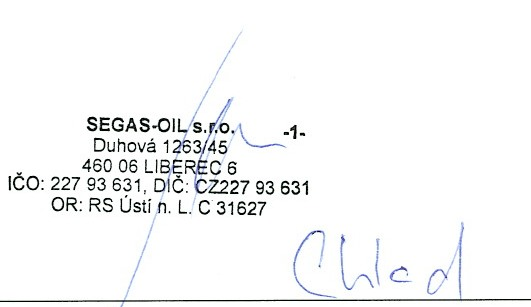 SEGAS-OIL s.r.o. -1-
Duhová 1263/45
460 06 LIBEREC 6
IČO: 227 93 631, DIČ: CZ227 93 631
OR: RS Ústí n. L. C 31627
Chlad